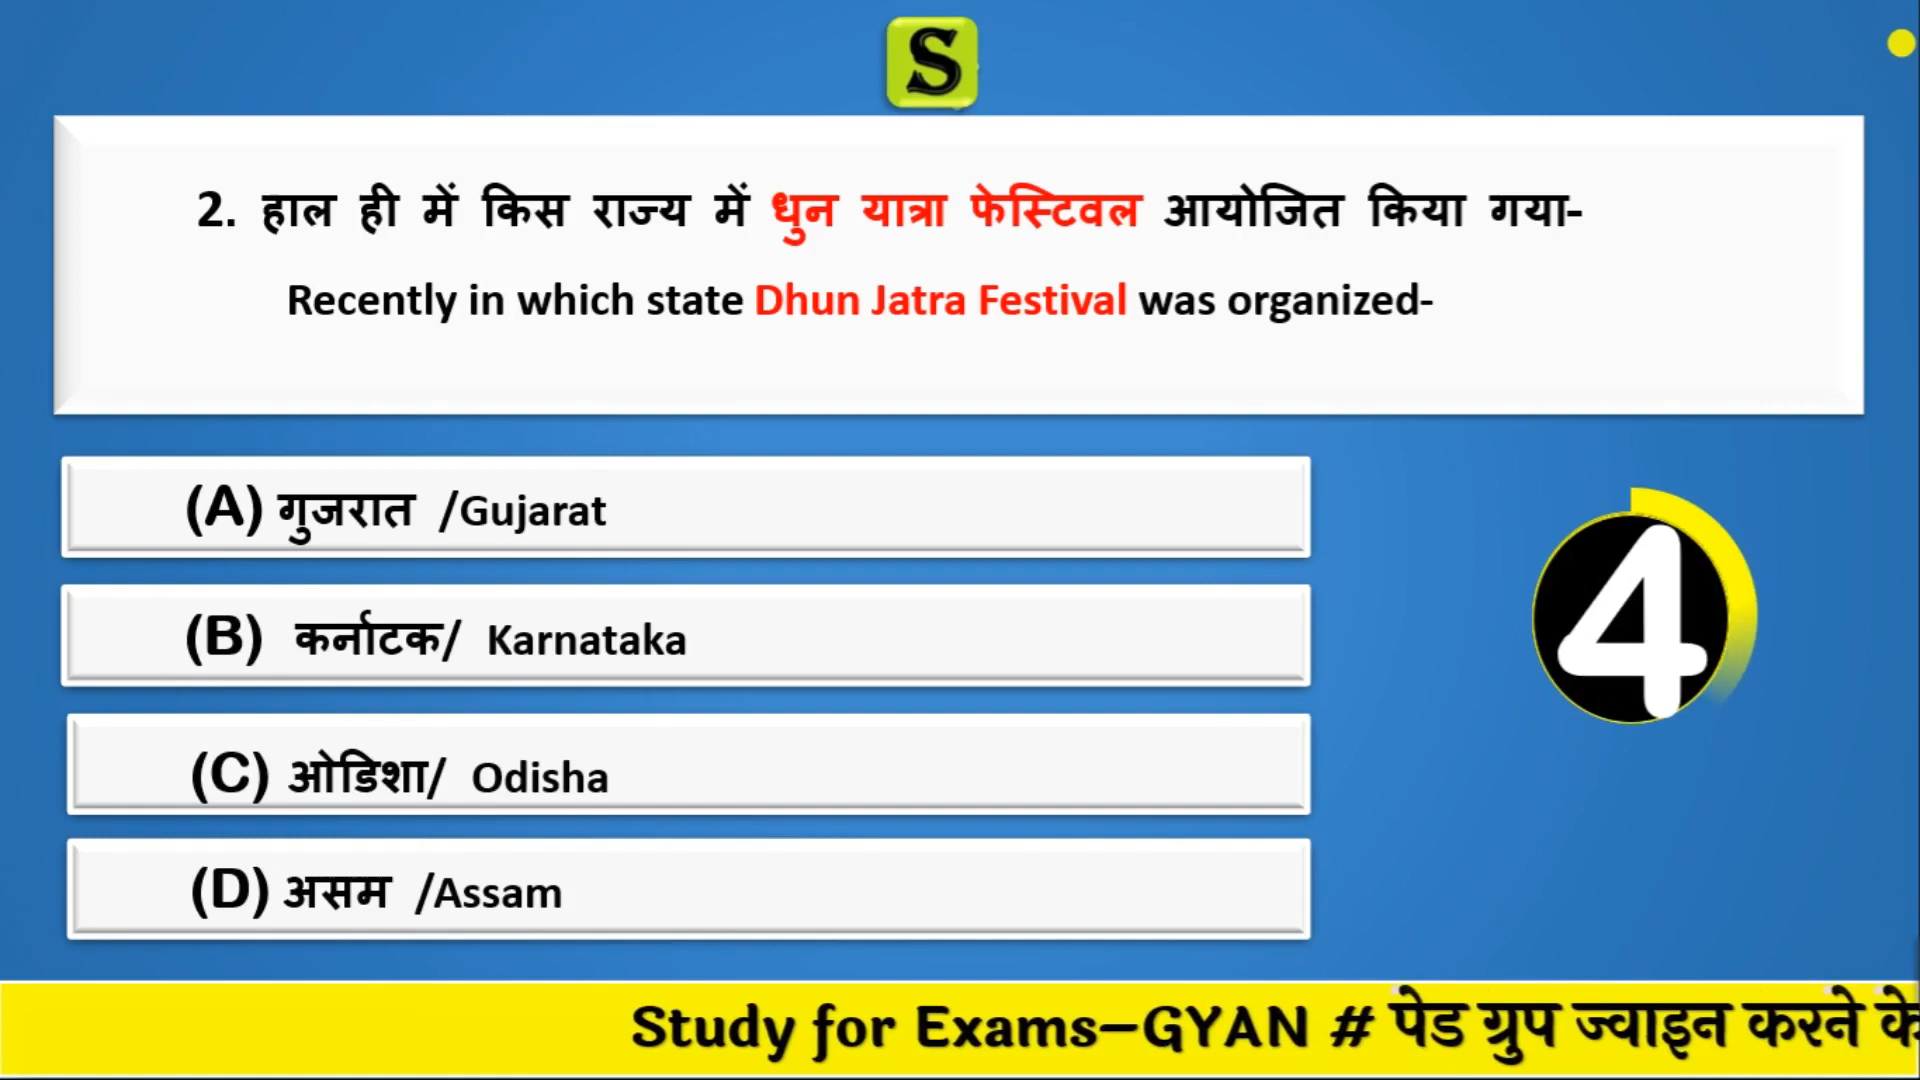 S
2. हाल ही में किस राज्य में धुन यात्रा फेस्टिवल आयोजित किया गया-
Recently in which state Dhun Jatra Festival was organized-
(A) गुजरात /Gujarat
(B) कर्नाटक/ Karnataka
(C) ओडिशा/ Odisha
(D) असम /Assam
4
Study for Exams–GYAN # पेड ग्रुप ज्वाइन करने के